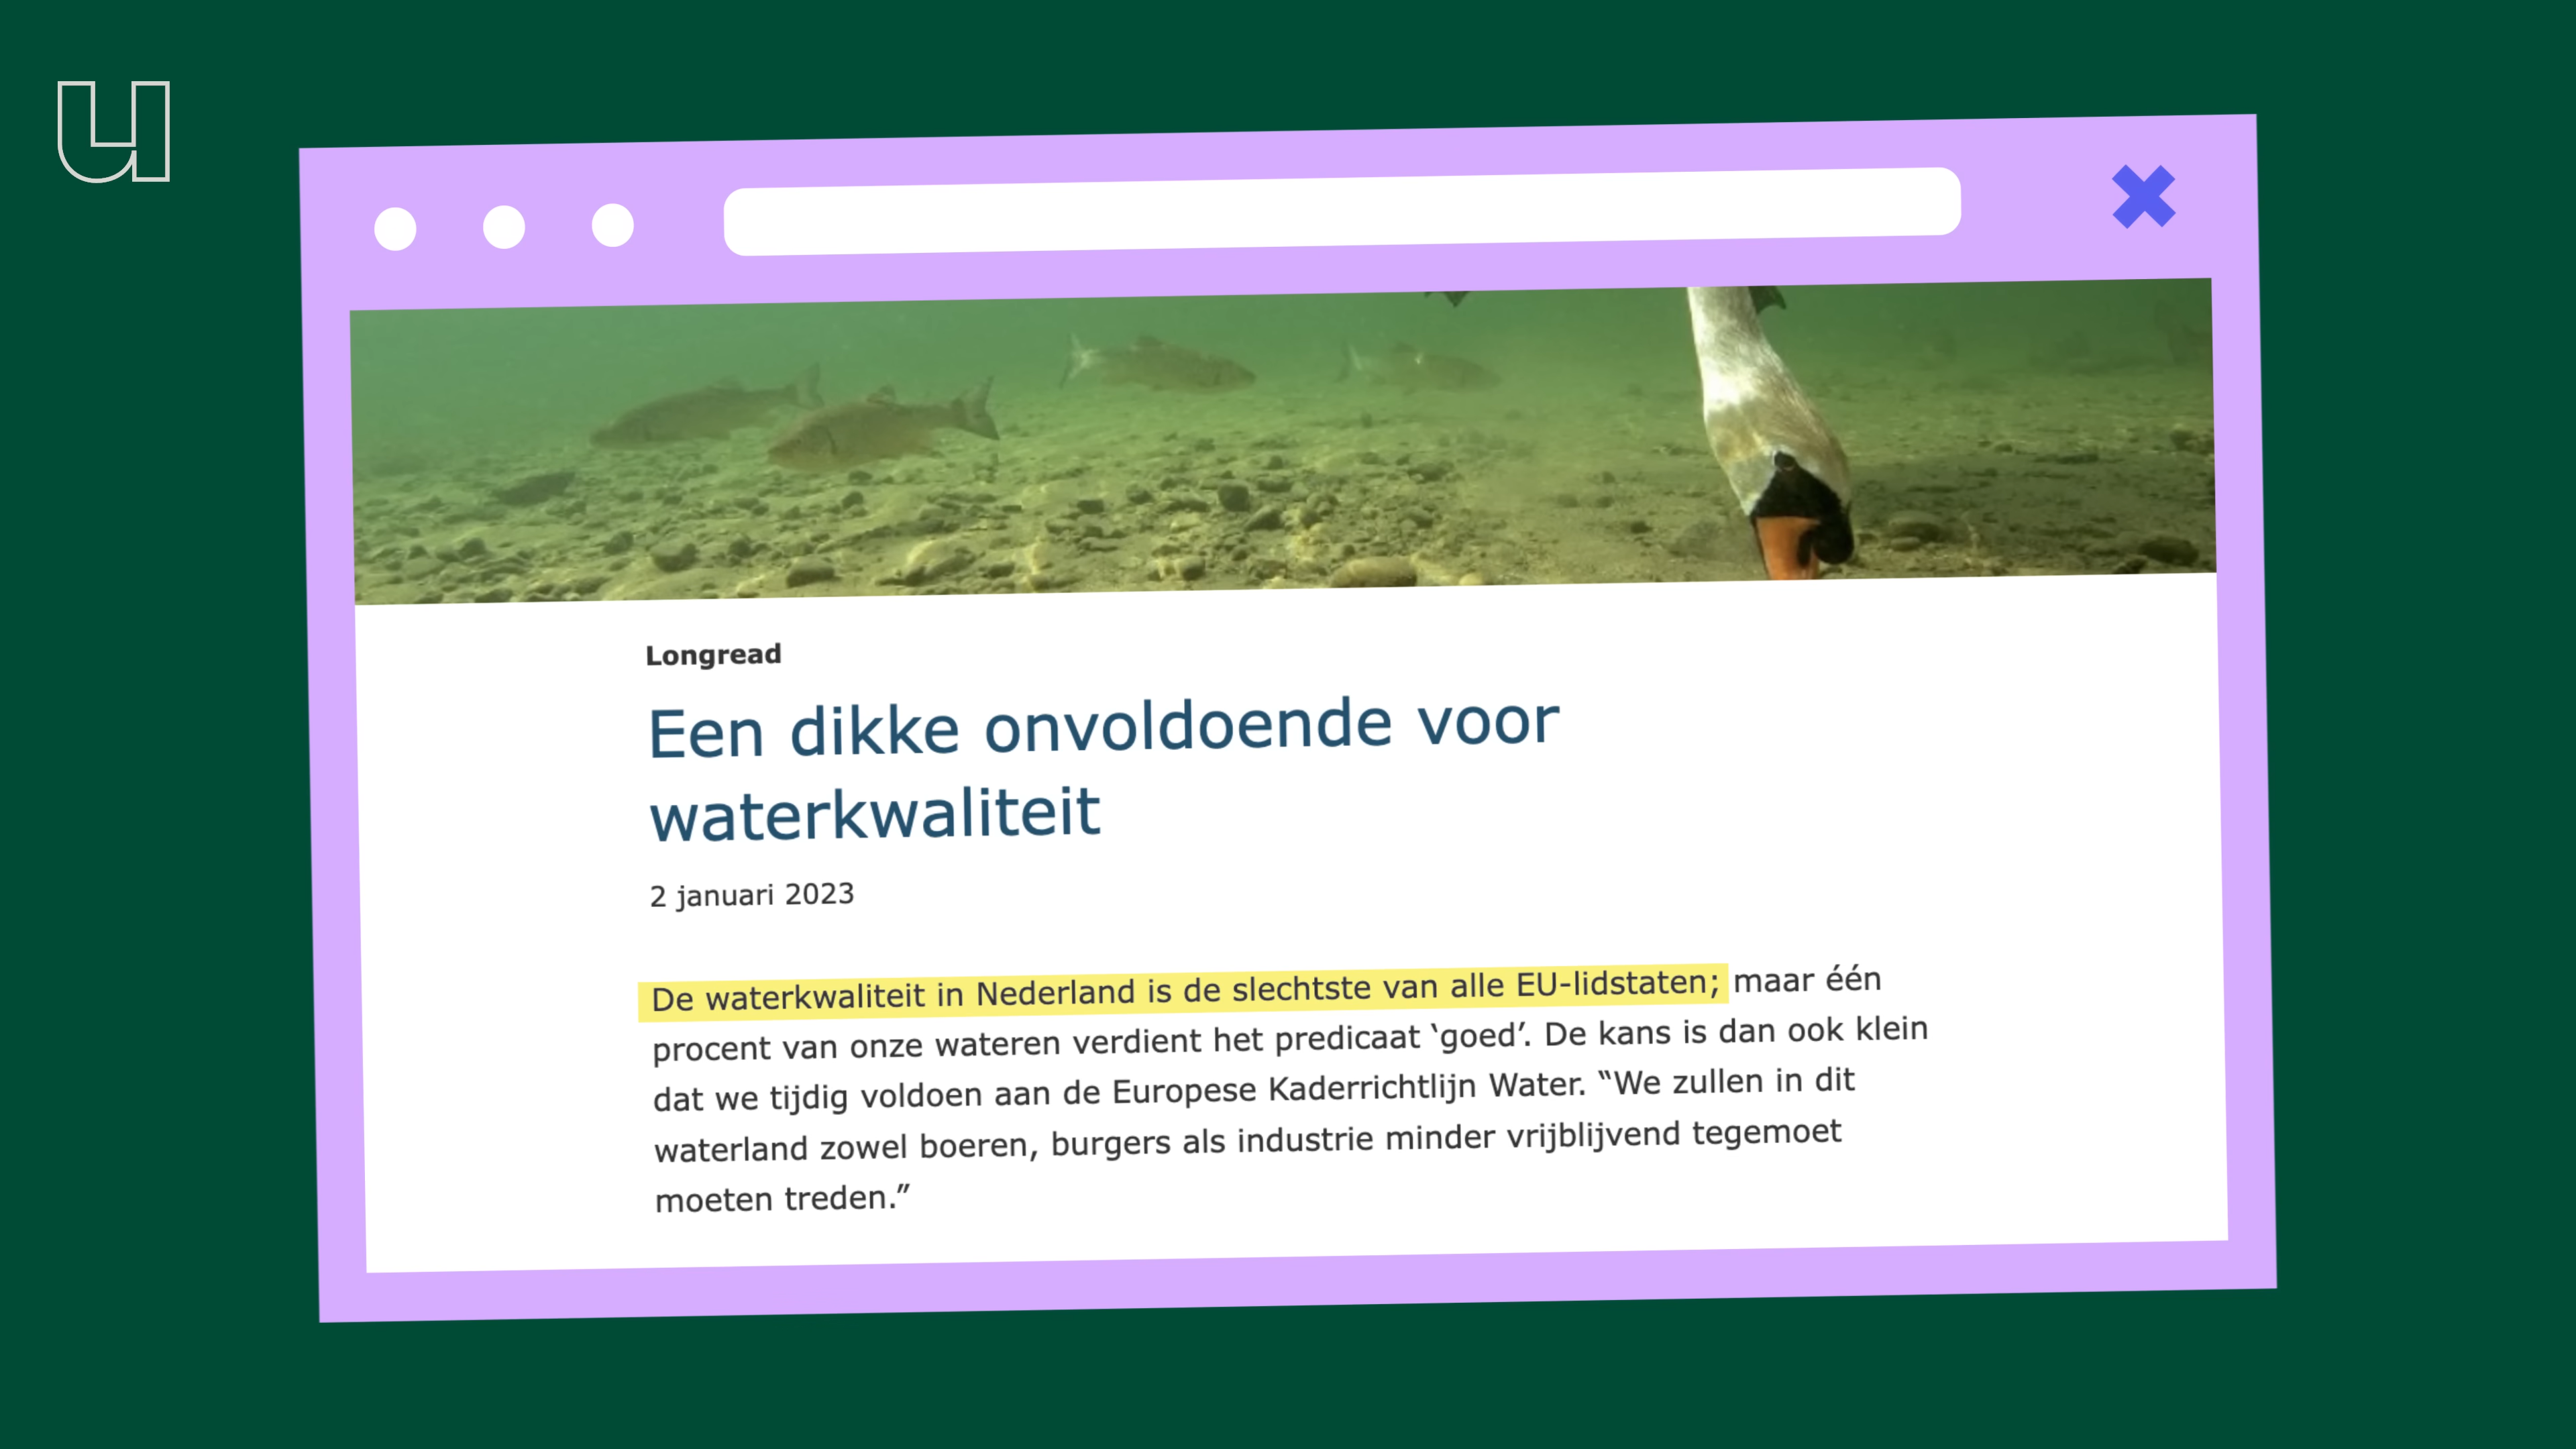 u
Longread
Een dikke onvoldoende voor
waterkwaliteit
2 januari 2023
De waterkwaliteit in Nederland is de slechtste van alle EU-lidstaten; maar één
procent van onze wateren verdient het predicaat ‘goed’. De kans is dan ook klein
dat we tijdig voldoen aan de Europese Kaderrichtlijn Water. “We zullen in dit
waterland zowel boeren, burgers als industrie minder vrijblijvend tegemoet
moeten treden.”